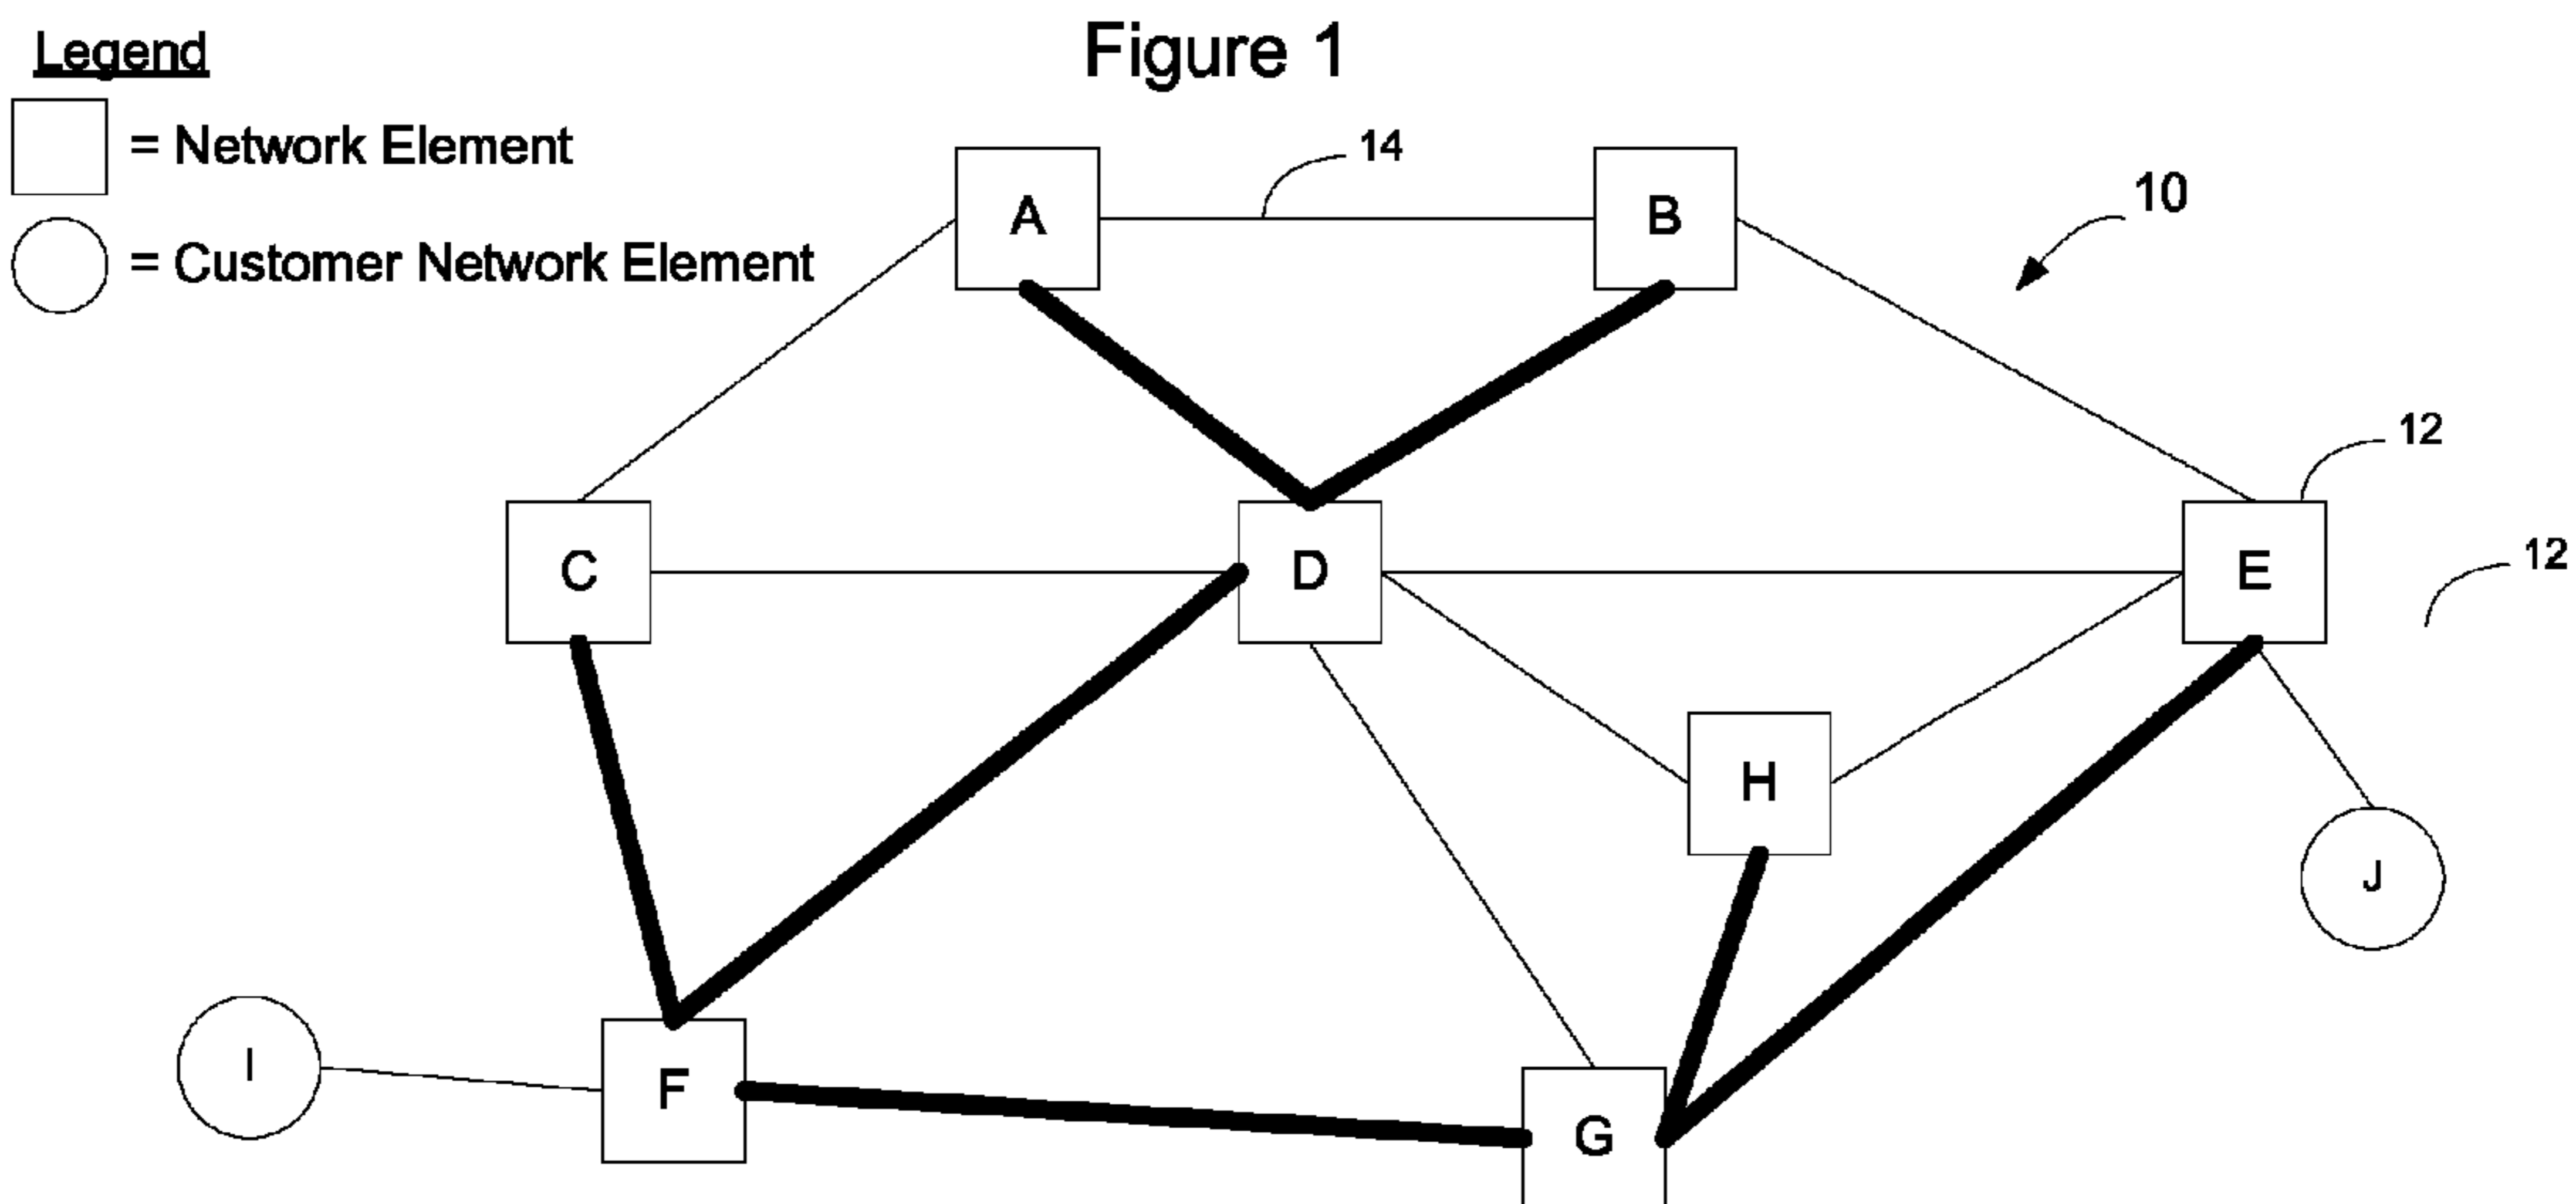 Figure 1
Legend
= Network Element
= Customer Network Element
14
10
A
B
12
12
C
D
E
H
J
I
F
G